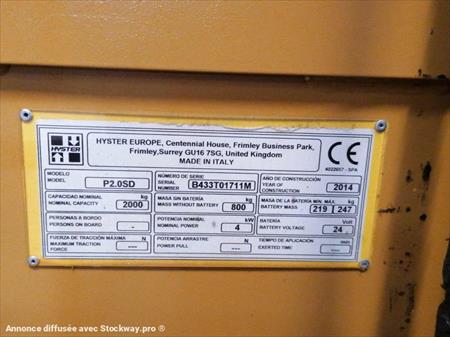 HYSTER
HYSTER EUROPE, Centennial House, Frimley Business Park,
Frimley,Surrey GU16 7SG, United Kingdom
MADE IN ITALY
CE
4022657 - SPA
MODELO
MODEL
P2.0SD
NÚMERO DE SERIE
SERIAL
NUMBER
B433T01711M
AÑO DE CONSTRUCCIÓN
YEAR OF
CONSTRUCTION
2014
CAPACIDAD NOMINAL kg
NOMINAL CAPACITY
2000
MASA SIN BATERÍA kg
MASS WITHOUT BATTERY
800
MASA DE LA BATERÍA MIN. MÁX. kg
BATTERY MASS
219 247
PERSONAS A BORDO
PERSONS ON BOARD
-
POTENCIA NOMINAL kW
NOMINAL POWER
4
BATERÍA Volt
BATTERY VOLTAGE
24
FUERZA DE TRACCIÓN MÁXIMA N
MAXIMUM TRACTION
FORCE
---
POTENCIA ARRASTRE N
POWER PULL
---
TIEMPO DE APLICACIÓN
EXERTED TIME
---
Annonce diffusée avec Stockway.pro ®